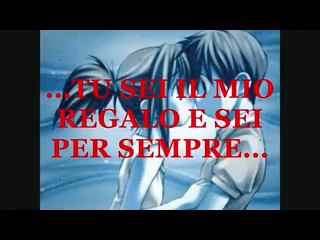 ...TU SEI IL MIO
REGALO E SEI
PER SEMPRE...